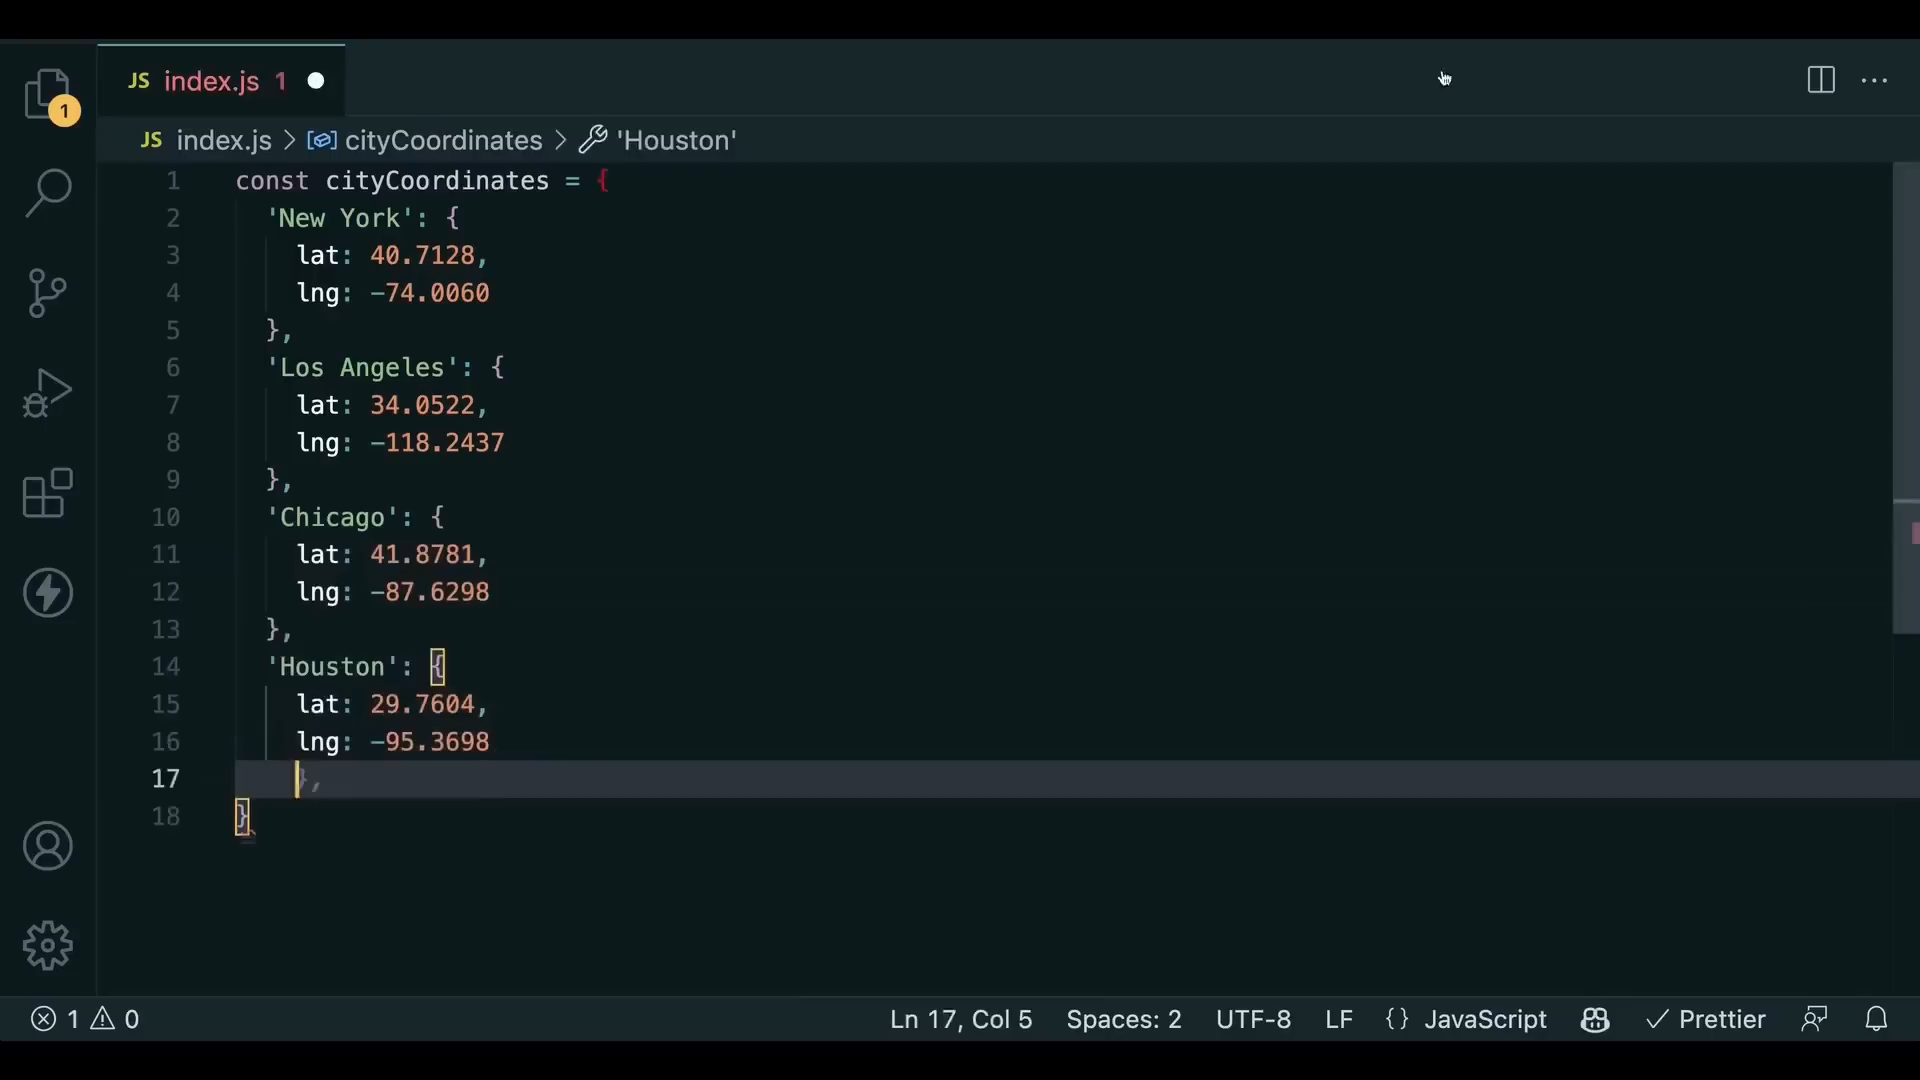 JS index.js 1
1
JS index.js > cityCoordinates > 'Houston'
1 const cityCoordinates = {
2 'New York': {
3 lat: 40.7128,
4 lng: -74.0060
5 },
6 'Los Angeles': {
7 lat: 34.0522,
8 lng: -118.2437
9 },
10 'Chicago': {
11 lat: 41.8781,
12 lng: -87.6298
13 },
14 'Houston': {
15 lat: 29.7604,
16 lng: -95.3698
17 },
18 }
1 0 Ln 17, Col 5 Spaces: 2 UTF-8 LF {} JavaScript Prettier